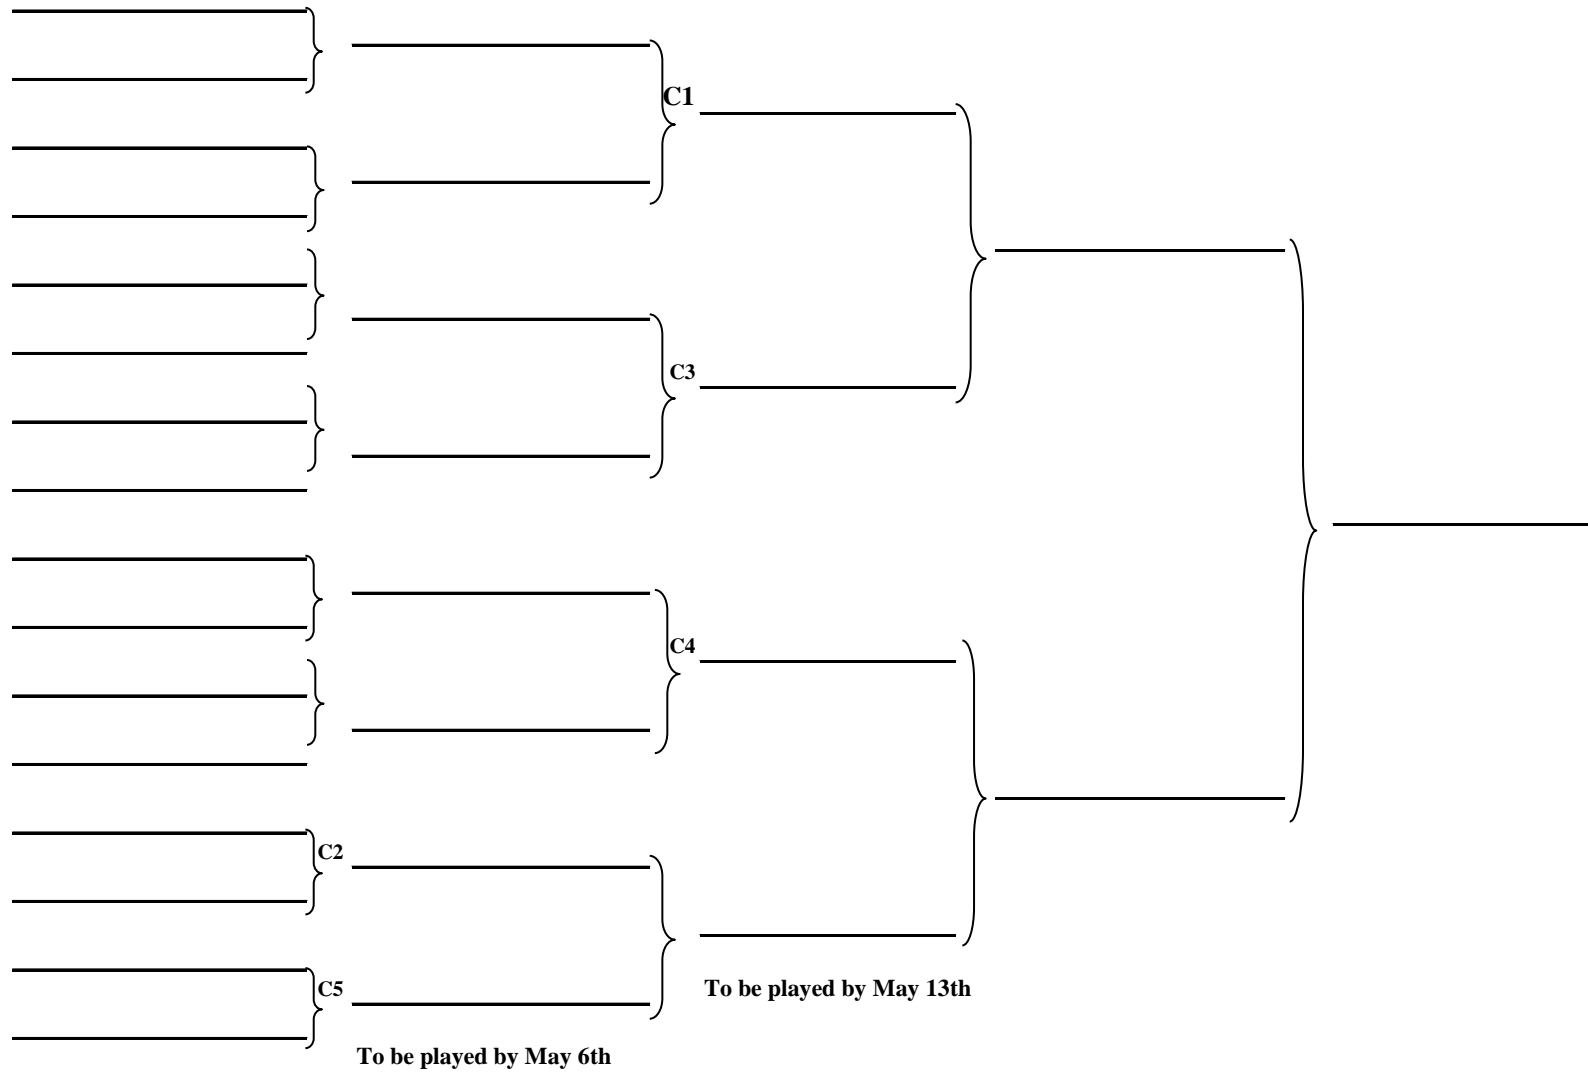 C1
C3
C4
C2
C5
To be played by May 13th
To be played by May 6th